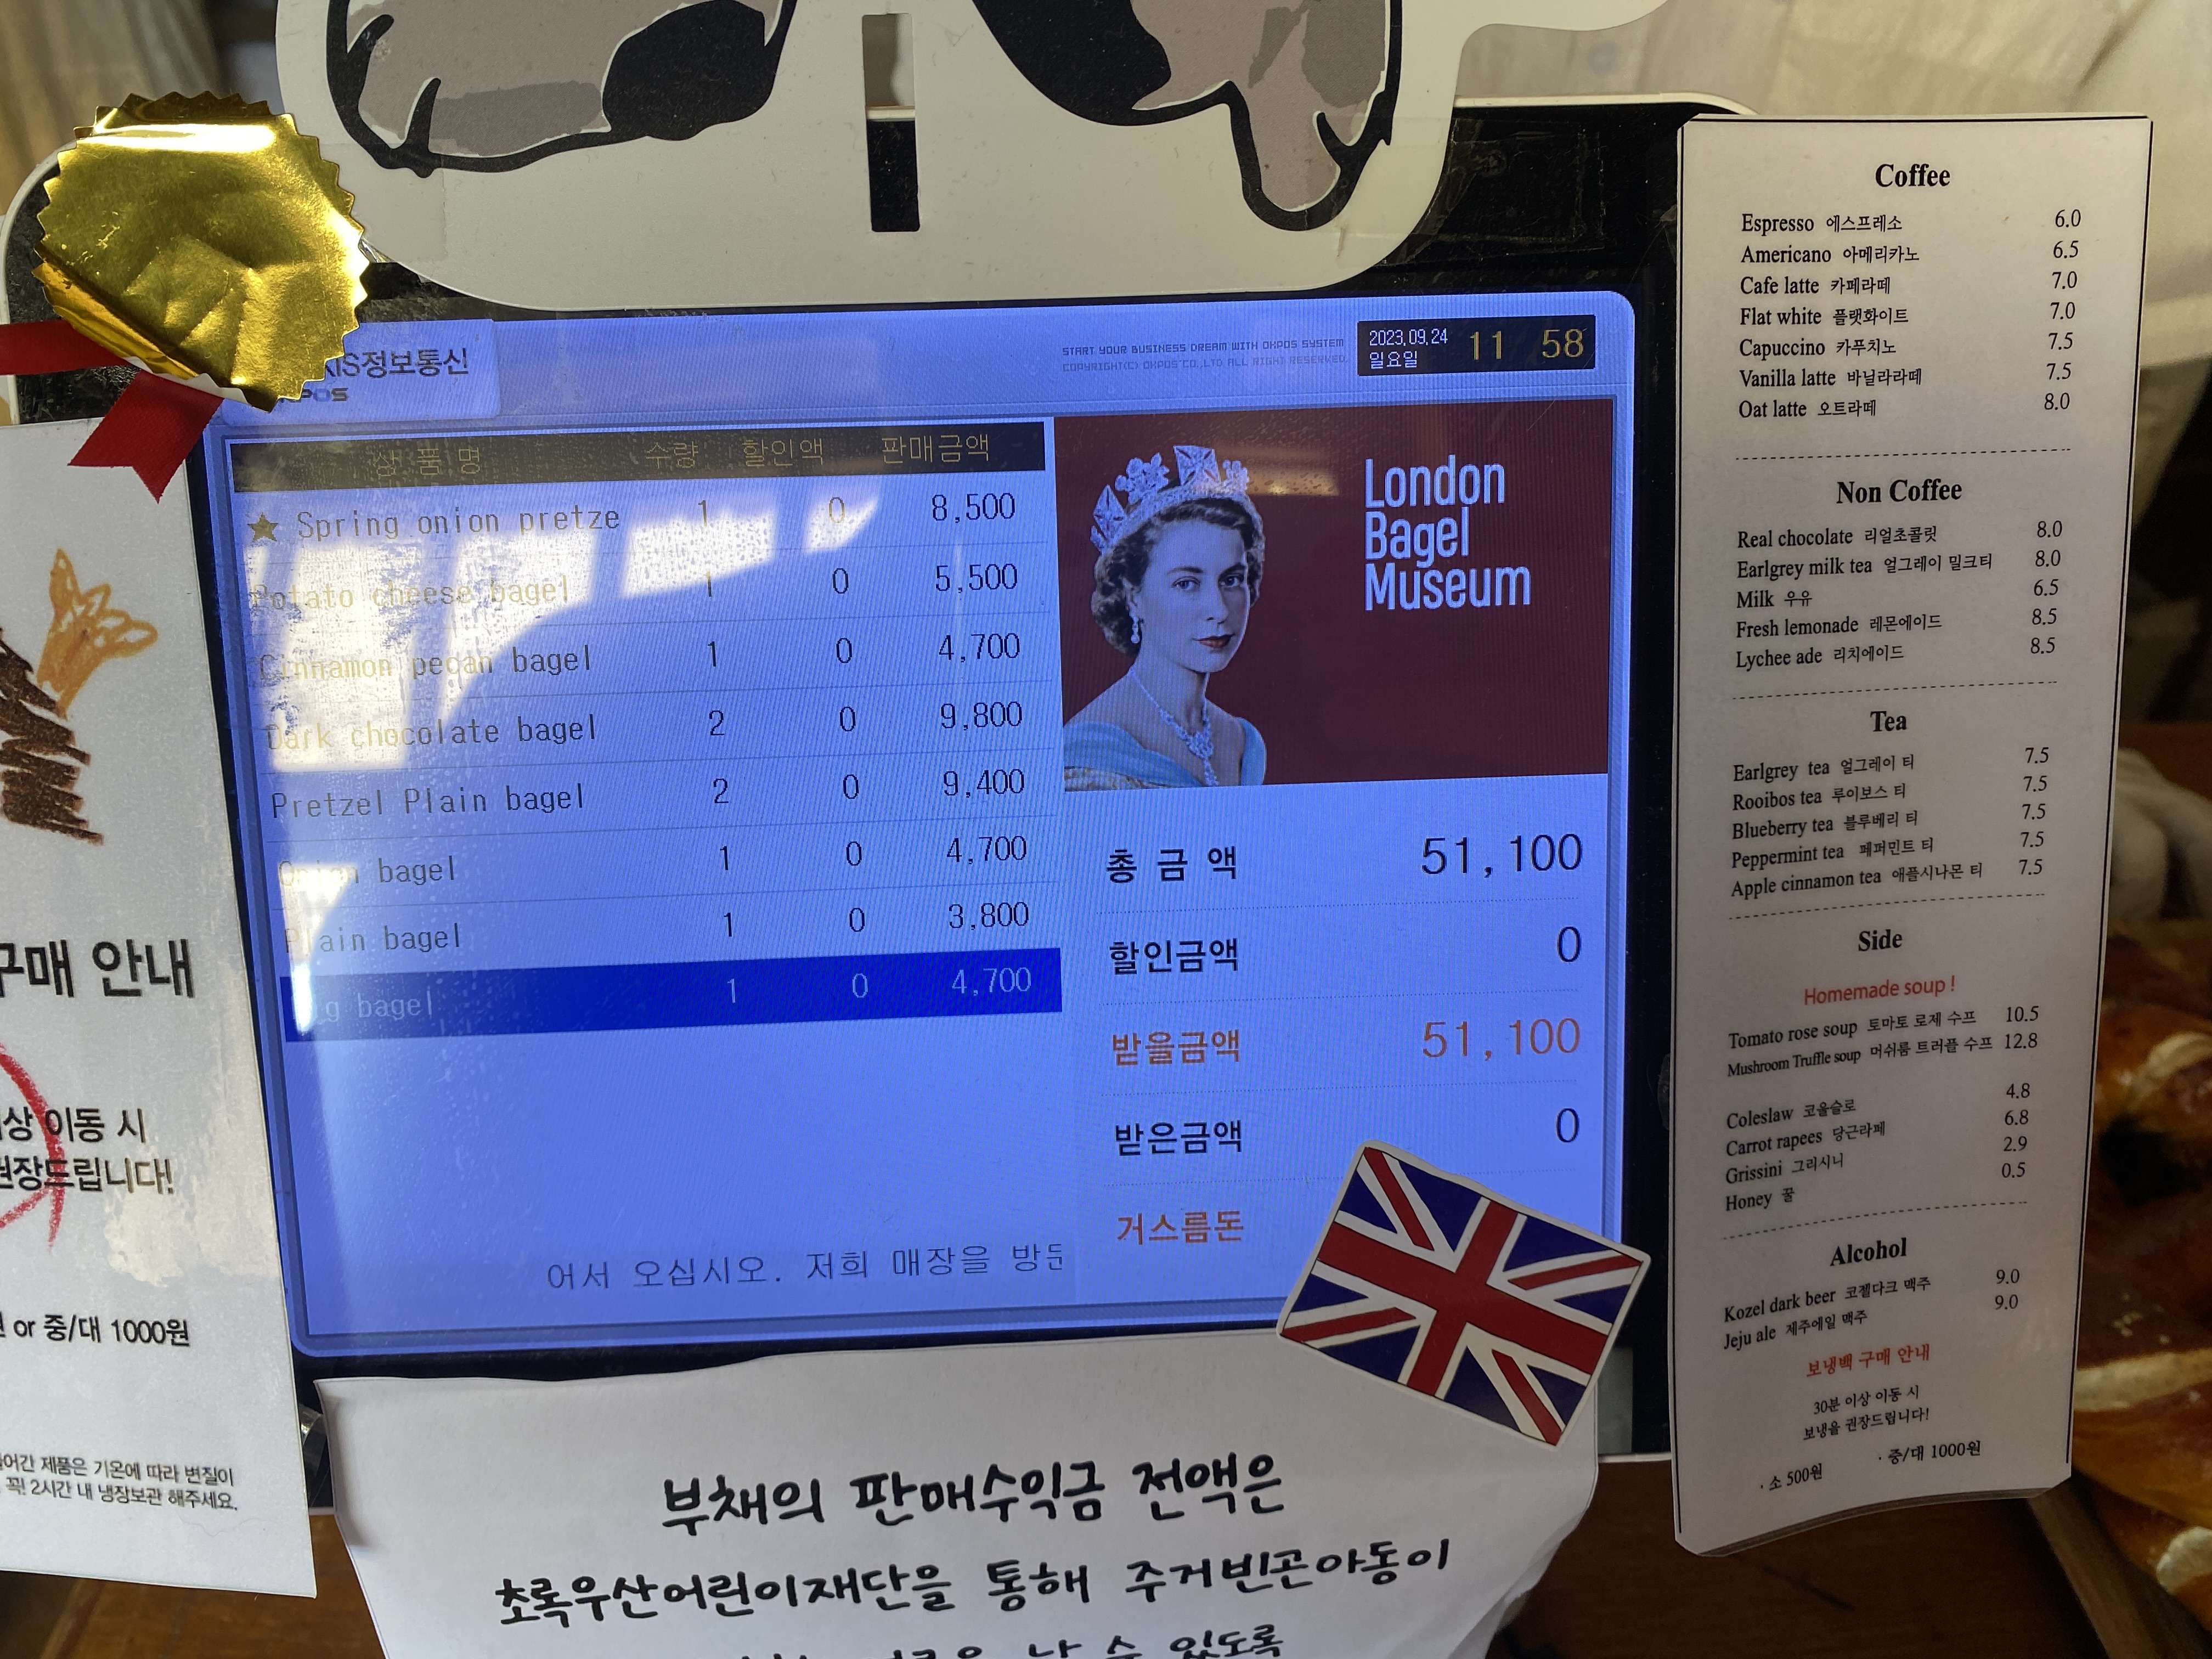 정보통신
START YOUR BUSINESS DREAM WITH OKPOS SYSTEM
COPYRIGHT(C) OKPOS CO.,LTD ALL RIGHT RESERVED.
2023.09.24
일요일
11 58
상 품 명 수량 할인액 판매금액
Spring onion pretze 1 0 8,500
Potato cheese bagel 1 0 5,500
Cinnamon pecan bagel 1 0 4,700
Dark chocolate bagel 2 0 9,800
Pretzel Plain bagel 2 0 9,400
Onion bagel 1 0 4,700
Plain bagel 1 0 3,800
bagel 1 0 4,700
어서 오십시오. 저희 매장을
London
Bagel
Museum
총 금 액 51,100
할인금액 0
받을금액 51,100
받은금액 0
거스름돈
구매 안내
이동 시
권장드립니다!
or 중/대 1000원
제품은 기온에 따라 변질이
꼭! 2시간 내 냉장보관 해주세요.
부채의 판매수익금 전액은
초록우산어린이재단을 통해 주거빈곤아동이
수 있도록
Coffee
Espresso 에스프레소 6.0
Americano 아메리카노 6.5
Cafe latte 카페라떼 7.0
Flat white 플랫화이트 7.0
Capuccino 카푸치노 7.5
Vanilla latte 바닐라라떼 7.5
Oat latte 오트라떼 8.0
Non Coffee
Real chocolate 리얼초콜릿 8.0
Earlgrey milk tea 얼그레이 밀크티 8.0
Milk 우유 6.5
Fresh lemonade 레몬에이드 8.5
Lychee ade 리치에이드 8.5
Tea
Earlgrey tea 얼그레이 티 7.5
Rooibos tea 루이보스 티 7.5
Blueberry tea 블루베리 티 7.5
Peppermint tea 페퍼민트 티 7.5
Apple cinnamon tea 애플시나몬 티 7.5
Side
Homemade soup !
Tomato rose soup 토마토 로제 수프 10.5
Mushroom Truffle soup 머쉬룸 트러플 수프 12.8
Coleslaw 코울슬로 4.8
Carrot rapees 당근라페 6.8
Grissini 그리시니 2.9
Honey 꿀 0.5
Alcohol
Kozel dark beer 코젤다크 맥주 9.0
Jeju ale 제주에일 맥주 9.0
보냉백 구매 안내
30분 이상 이동 시
보냉을 권장드립니다!
· 소 500원 · 중/대 1000원